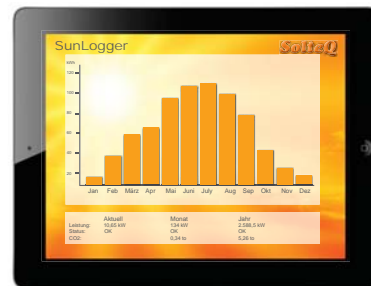 SunLogger
SoltaQ
kWh
120
100
80
60
40
20
Jan Feb März Apr Mai Juni July Aug Sep Okt Nov Dez
Aktuell Monat Jahr
Leistung: 10,65 kW 134 kW 2.588,5 kW
Status: OK OK OK
CO2: 0,34 to 5,26 to